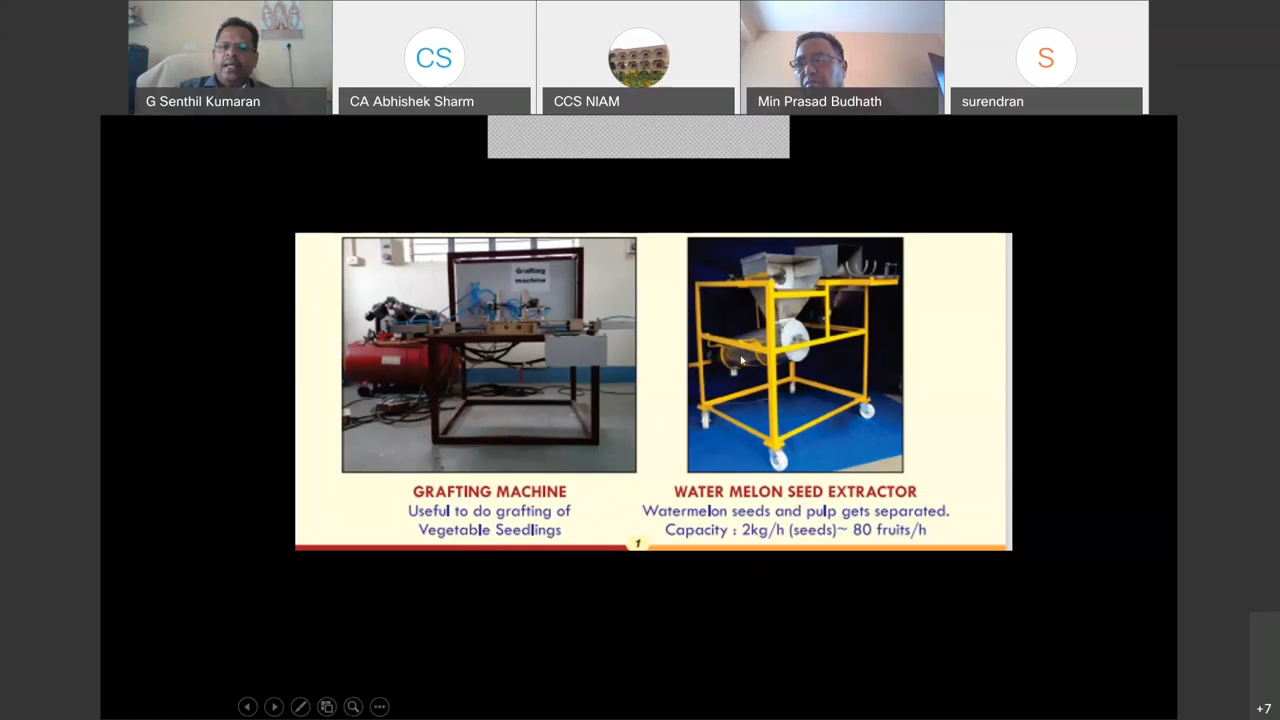 CS
S
G Senthil Kumaran
CA Abhishek Sharm
CCS NIAM
Min Prasad Budhath
surendran
Grafting
machine
GRAFTING MACHINE
Useful to do grafting of
Vegetable Seedlings
WATER MELON SEED EXTRACTOR
Watermelon seeds and pulp gets separated.
Capacity : 2kg/h (seeds)~ 80 fruits/h
1
+7